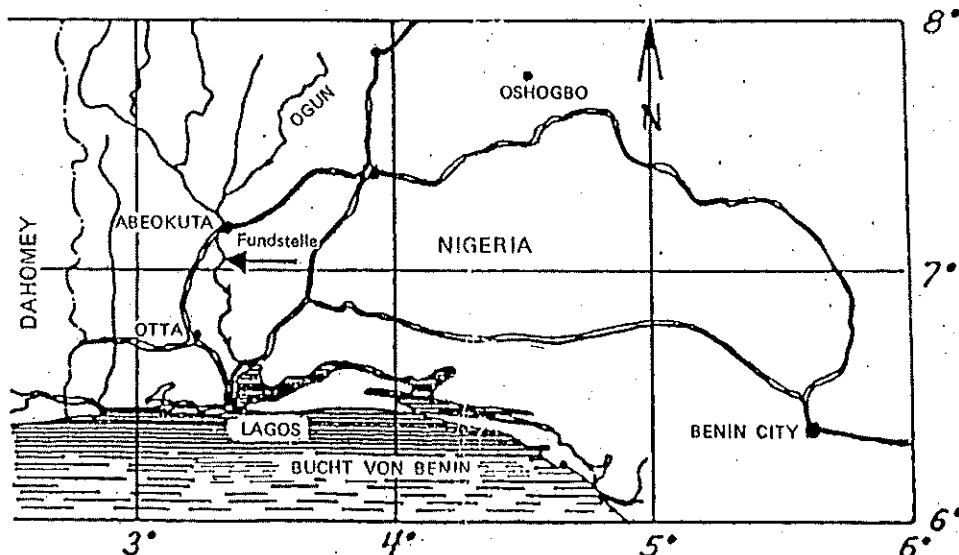 8°
OSHOGBO
OGUN
N
ABEOKUTA
Fundstelle
NIGERIA
DAHOMEY
7°
OTTA
LAGOS
BENIN CITY
BUCHT VON BENIN
6°
3°
4°
5°
6°